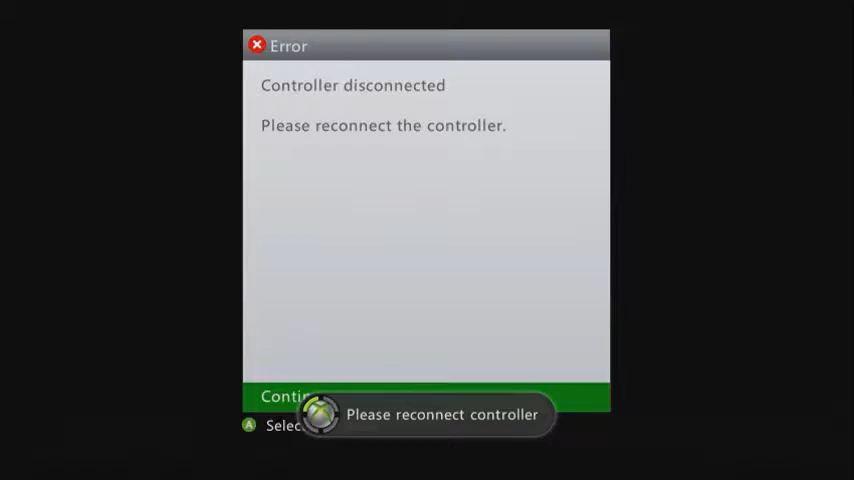 Error
Controller disconnected
Please reconnect the controller.
Please reconnect controller
A